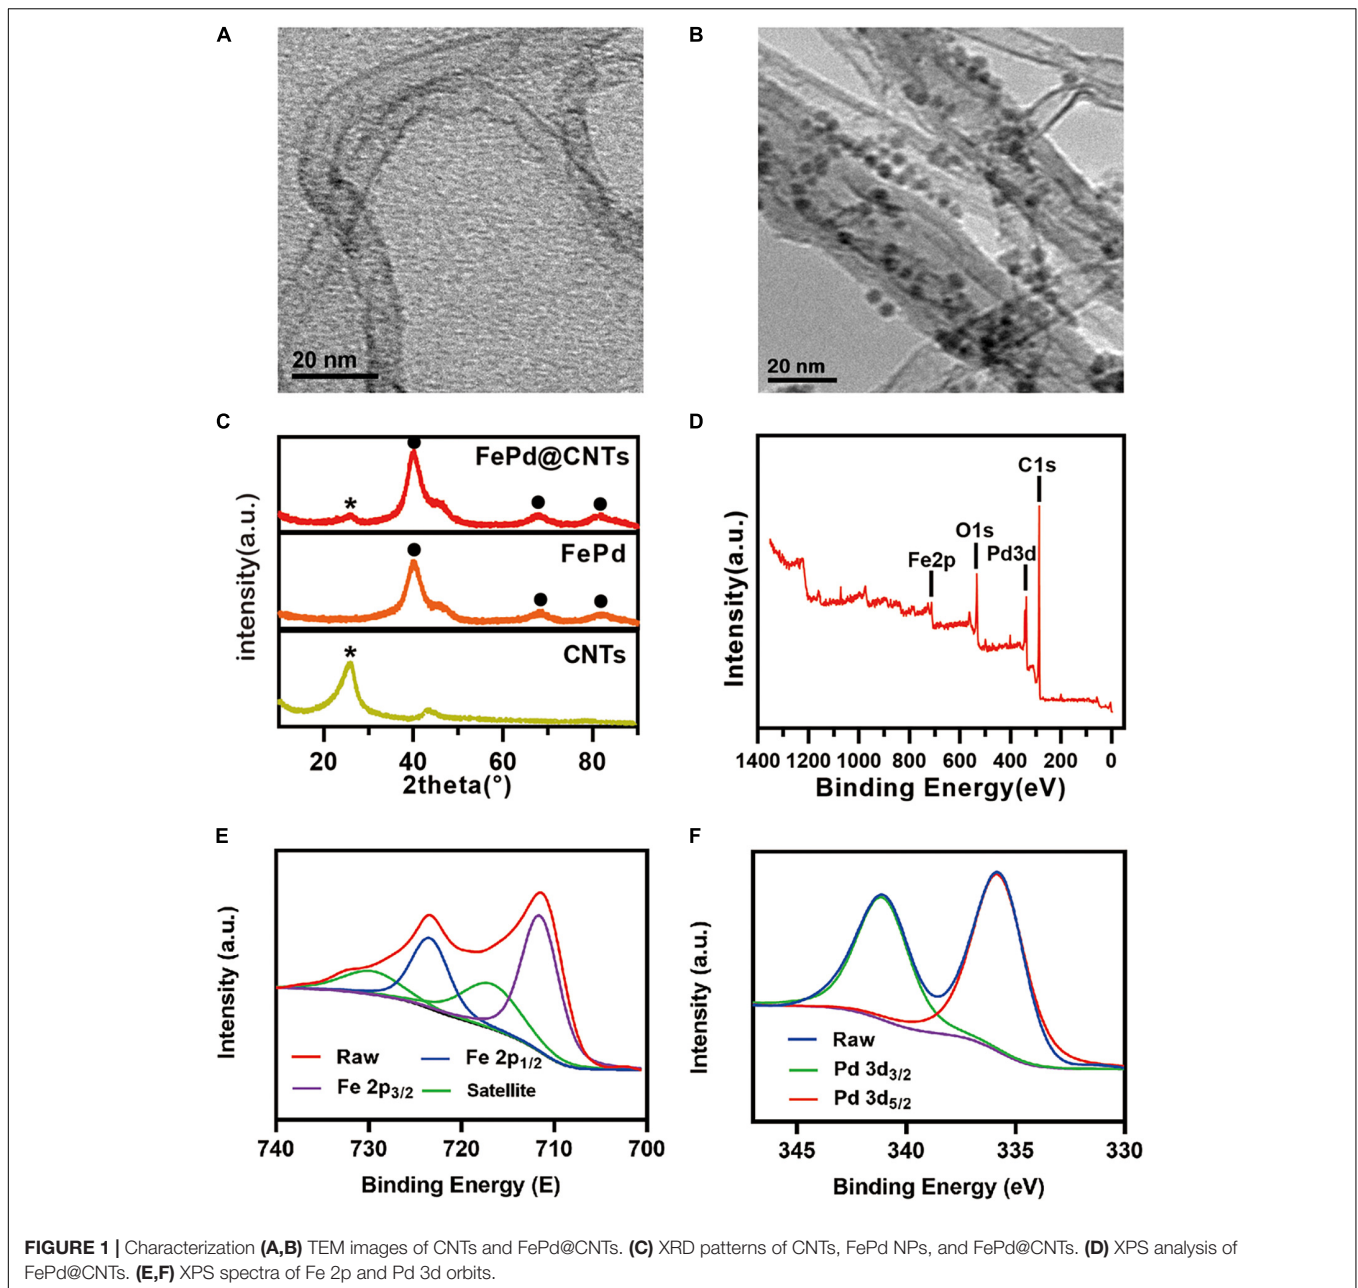 A
B
20 nm
20 nm
C
D
intensity(a.u.)
FePd@CNTs
FePd
CNTs
*
*
20 40 60 80
2theta(°)
Intensity(a.u.)
C1s
O1s
Pd3d
Fe2p
1400 1200 1000 800 600 400 200 0
Binding Energy(eV)
E
F
Intensity (a.u.)
Raw
Fe 2p1/2
Fe 2p3/2
Satellite
740 730 720 710 700
Binding Energy (E)
Intensity (a.u.)
Raw
Pd 3d3/2
Pd 3d5/2
345 340 335 330
Binding Energy (eV)
FIGURE 1 | Characterization (A,B) TEM images of CNTs and FePd@CNTs. (C) XRD patterns of CNTs, FePd NPs, and FePd@CNTs. (D) XPS analysis of
FePd@CNTs. (E,F) XPS spectra of Fe 2p and Pd 3d orbits.